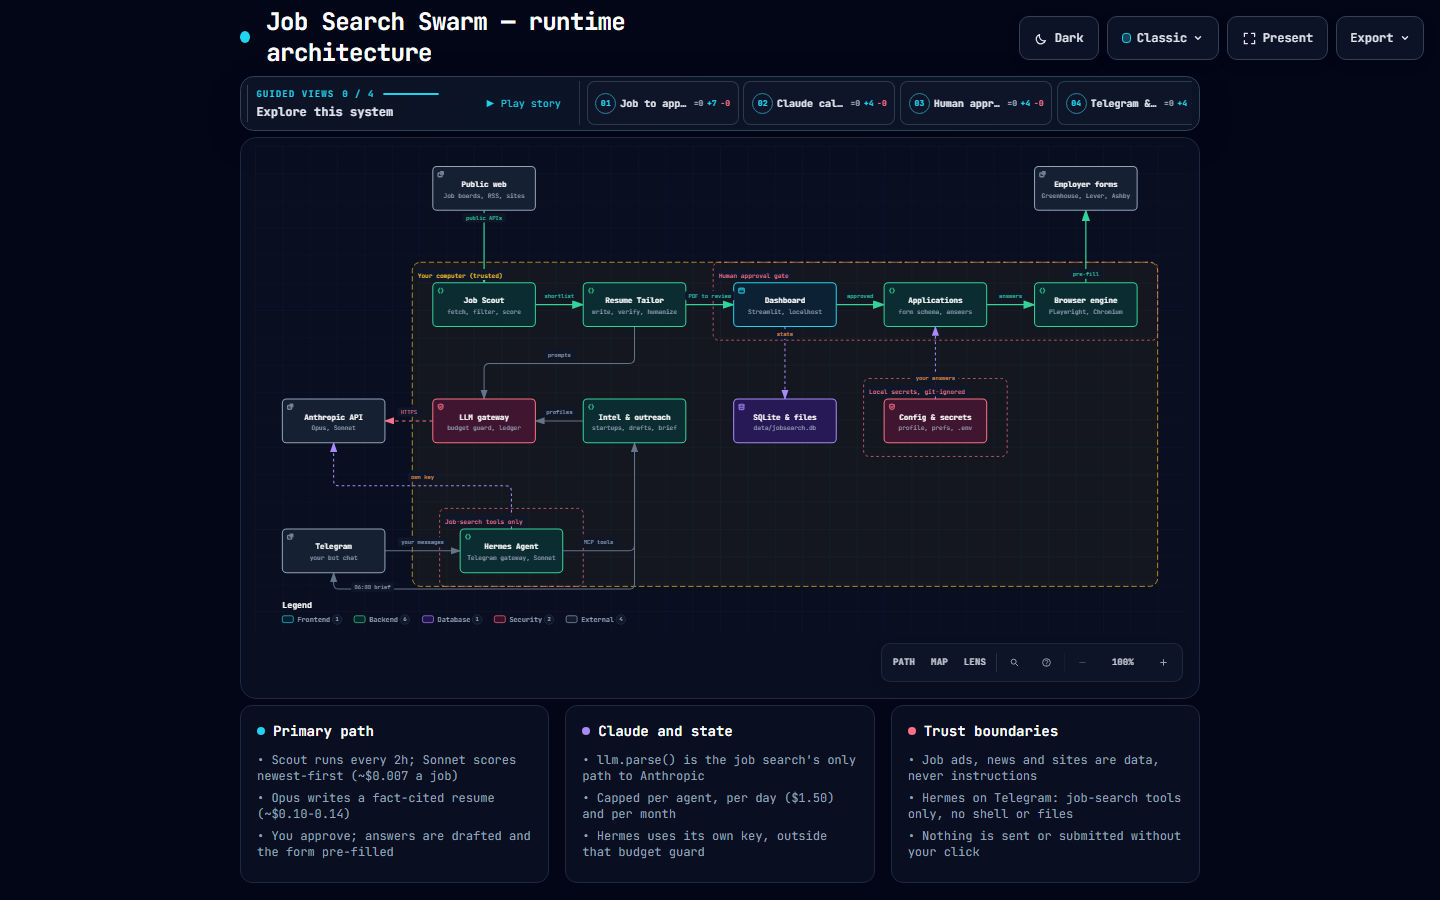 Job Search Swarm — runtime
architecture
Dark
Classic
Present
Export
GUIDED VIEWS 0 / 4
Explore this system
Play story
01 Job to app… =0 +7 -0
02 Claude cal… =0 +4 -0
03 Human appr… =0 +4 -0
04 Telegram &… =0 +4
Public web
Job boards, RSS, sites
Employer forms
Greenhouse, Lever, Ashby
public APIs
Your computer (trusted)
Human approval gate
pre-fill
Job Scout
fetch, filter, score
shortlist
Resume Tailor
write, verify, humanize
PDF to review
Dashboard
Streamlit, localhost
approved
Applications
form schema, answers
answers
Browser engine
Playwright, Chromium
state
prompts
your answers
Local secrets, git-ignored
Anthropic API
Opus, Sonnet
HTTPS
LLM gateway
budget guard, ledger
profiles
Intel & outreach
startups, drafts, brief
SQLite & files
data/jobsearch.db
Config & secrets
profile, prefs, .env
own key
Job-search tools only
Telegram
your bot chat
your messages
Hermes Agent
Telegram gateway, Sonnet
MCP tools
06:00 brief
Legend
Frontend 1
Backend 6
Database 1
Security 2
External 4
PATH
MAP
LENS
100%
Primary path
• Scout runs every 2h; Sonnet scores
newest-first (~$0.007 a job)
• Opus writes a fact-cited resume
(~$0.10-0.14)
• You approve; answers are drafted and
the form pre-filled
Claude and state
• llm.parse() is the job search's only
path to Anthropic
• Capped per agent, per day ($1.50)
and per month
• Hermes uses its own key, outside
that budget guard
Trust boundaries
• Job ads, news and sites are data,
never instructions
• Hermes on Telegram: job-search tools
only, no shell or files
• Nothing is sent or submitted without
your click